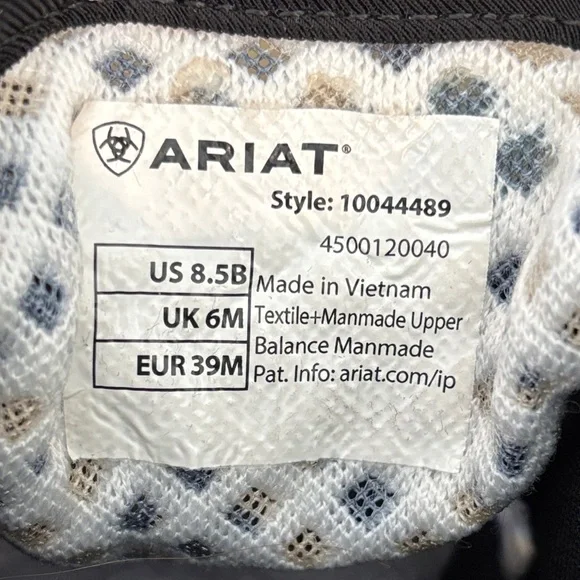 ARIAT®
Style: 10044489
4500120040
US 8.5B
UK 6M
EUR 39M
Made in Vietnam
Textile+Manmade Upper
Balance Manmade
Pat. Info: ariat.com/ip